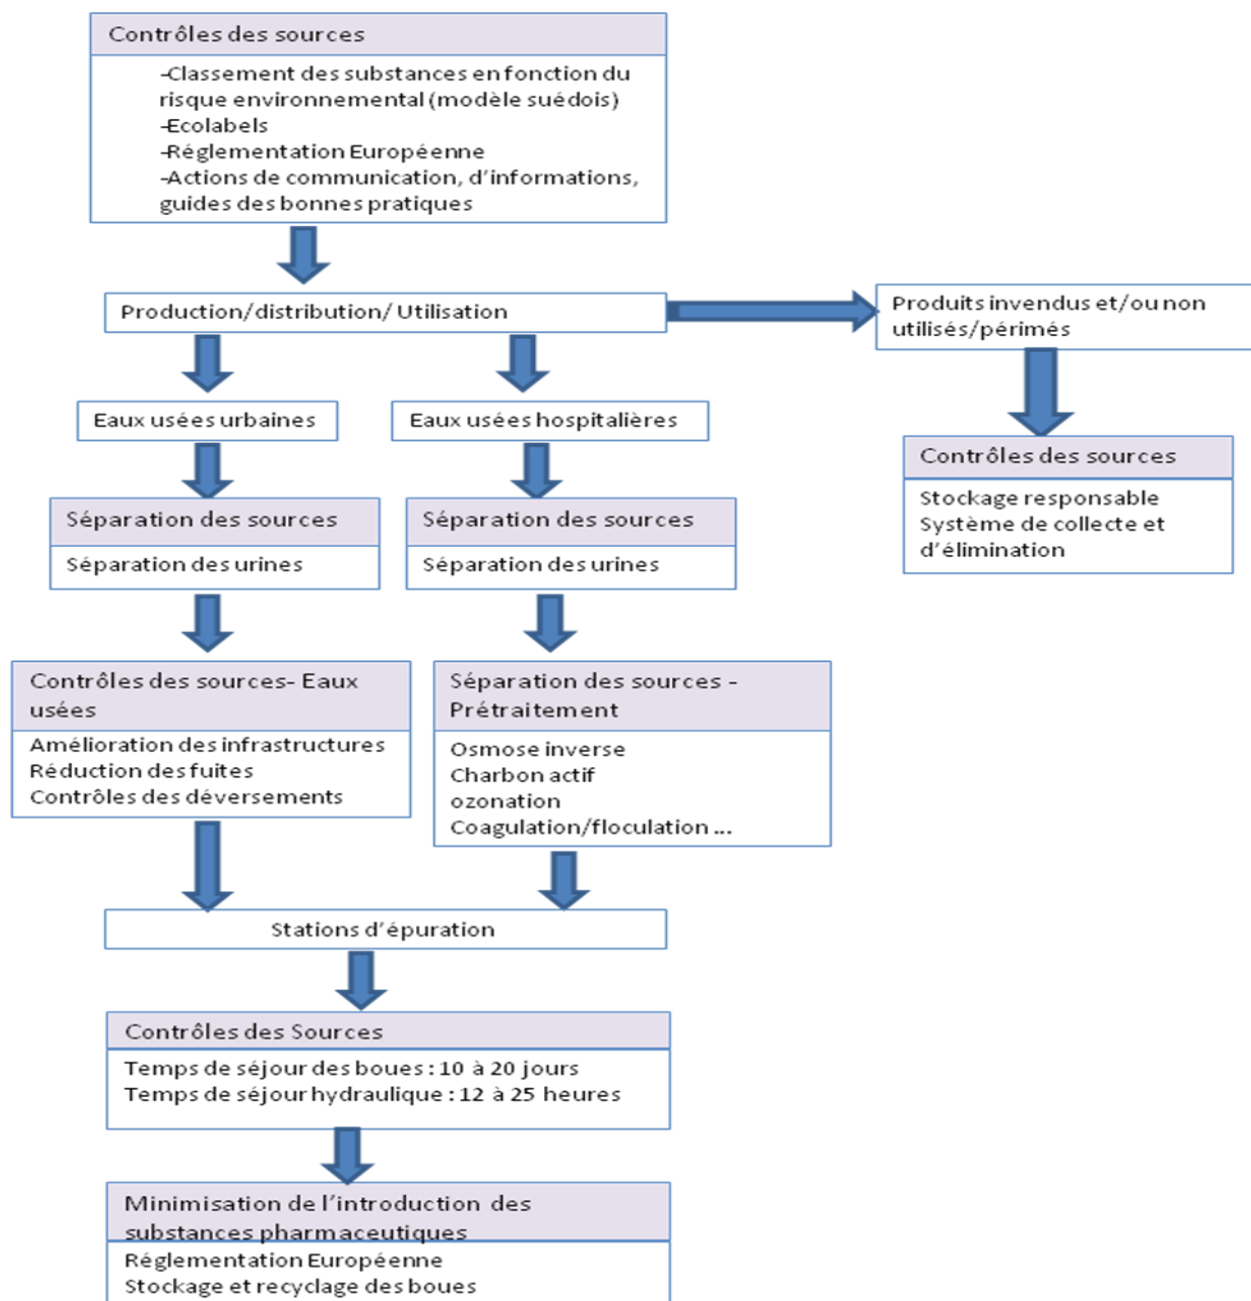 Contrôles des sources
-Classement des substances en fonction du
risque environnemental (modèle suédois)
-Ecolabels
-Réglementation Européenne
-Actions de communication, d’informations,
guides des bonnes pratiques
Production/distribution/ Utilisation
Produits invendus et/ou non
utilisés/périmés
Eaux usées urbaines
Eaux usées hospitalières
Contrôles des sources
Stockage responsable
Système de collecte et
d’élimination
Séparation des sources
Séparation des urines
Séparation des sources
Séparation des urines
Contrôles des sources- Eaux
usées
Amélioration des infrastructures
Réduction des fuites
Contrôles des déversements
Séparation des sources -
Prétraitement
Osmose inverse
Charbon actif
ozonation
Coagulation/floculation ...
Stations d’épuration
Contrôles des Sources
Temps de séjour des boues : 10 à 20 jours
Temps de séjour hydraulique : 12 à 25 heures
Minimisation de l’introduction des
substances pharmaceutiques
Réglementation Européenne
Stockage et recyclage des boues